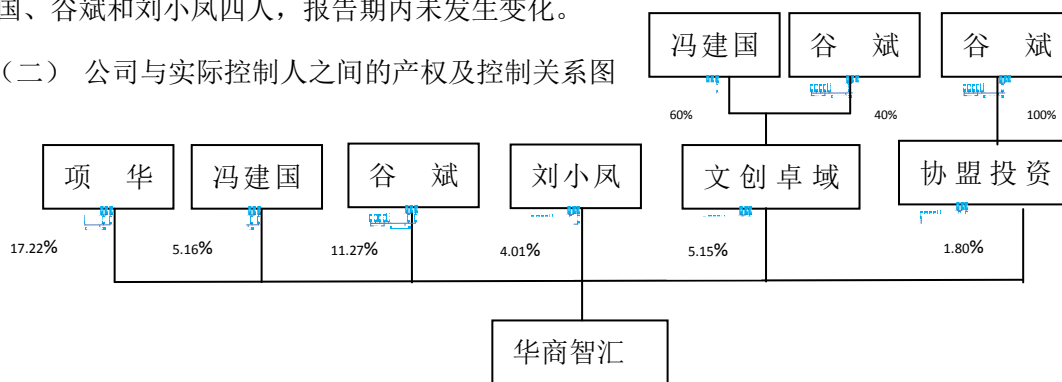 国、谷斌和刘小凤四人，报告期内未发生变化。
（二） 公司与实际控制人之间的产权及控制关系图
冯建国 谷 斌 谷 斌
60% 40% 100%
项 华 冯建国 谷 斌 刘小凤 文创卓域 协盟投资
17.22% 5.16% 11.27% 4.01% 5.15% 1.80%
华商智汇